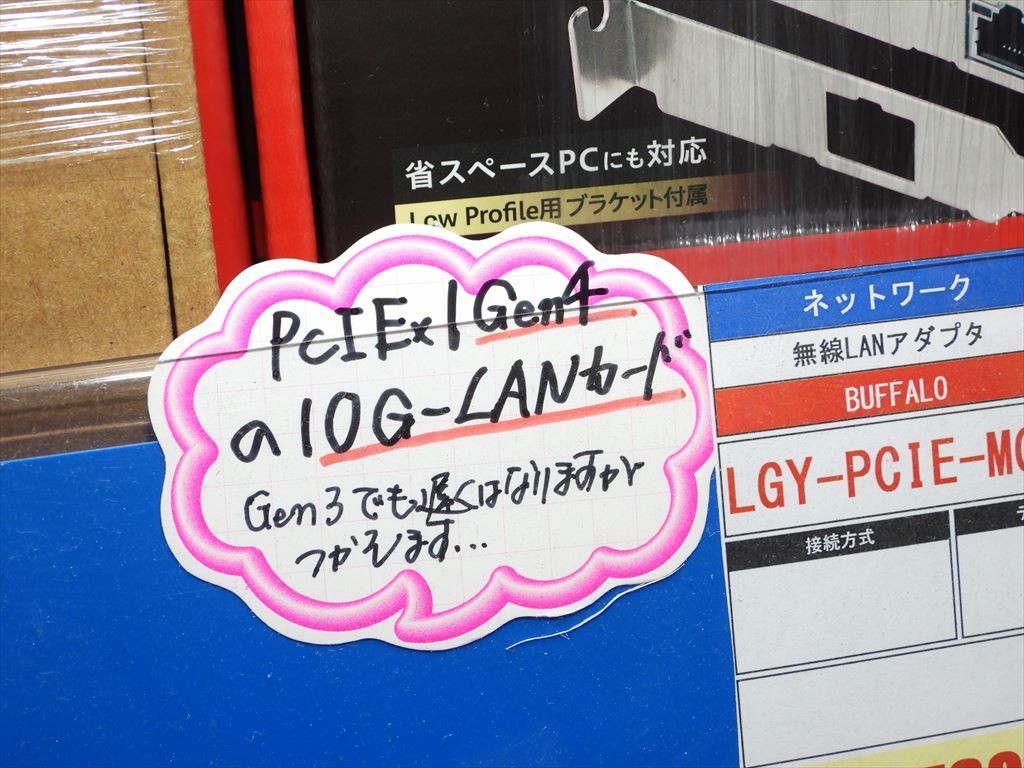 省スペースPCにも対応
Low Profile用 ブラケット付属
PcIEx1 Gen4
の10G-LANカード
Gen3でも遅くはなりますが
つかえます...
ネットワーク
無線LANアダプタ
BUFFALO
LGY-PCIE-M
接続方式